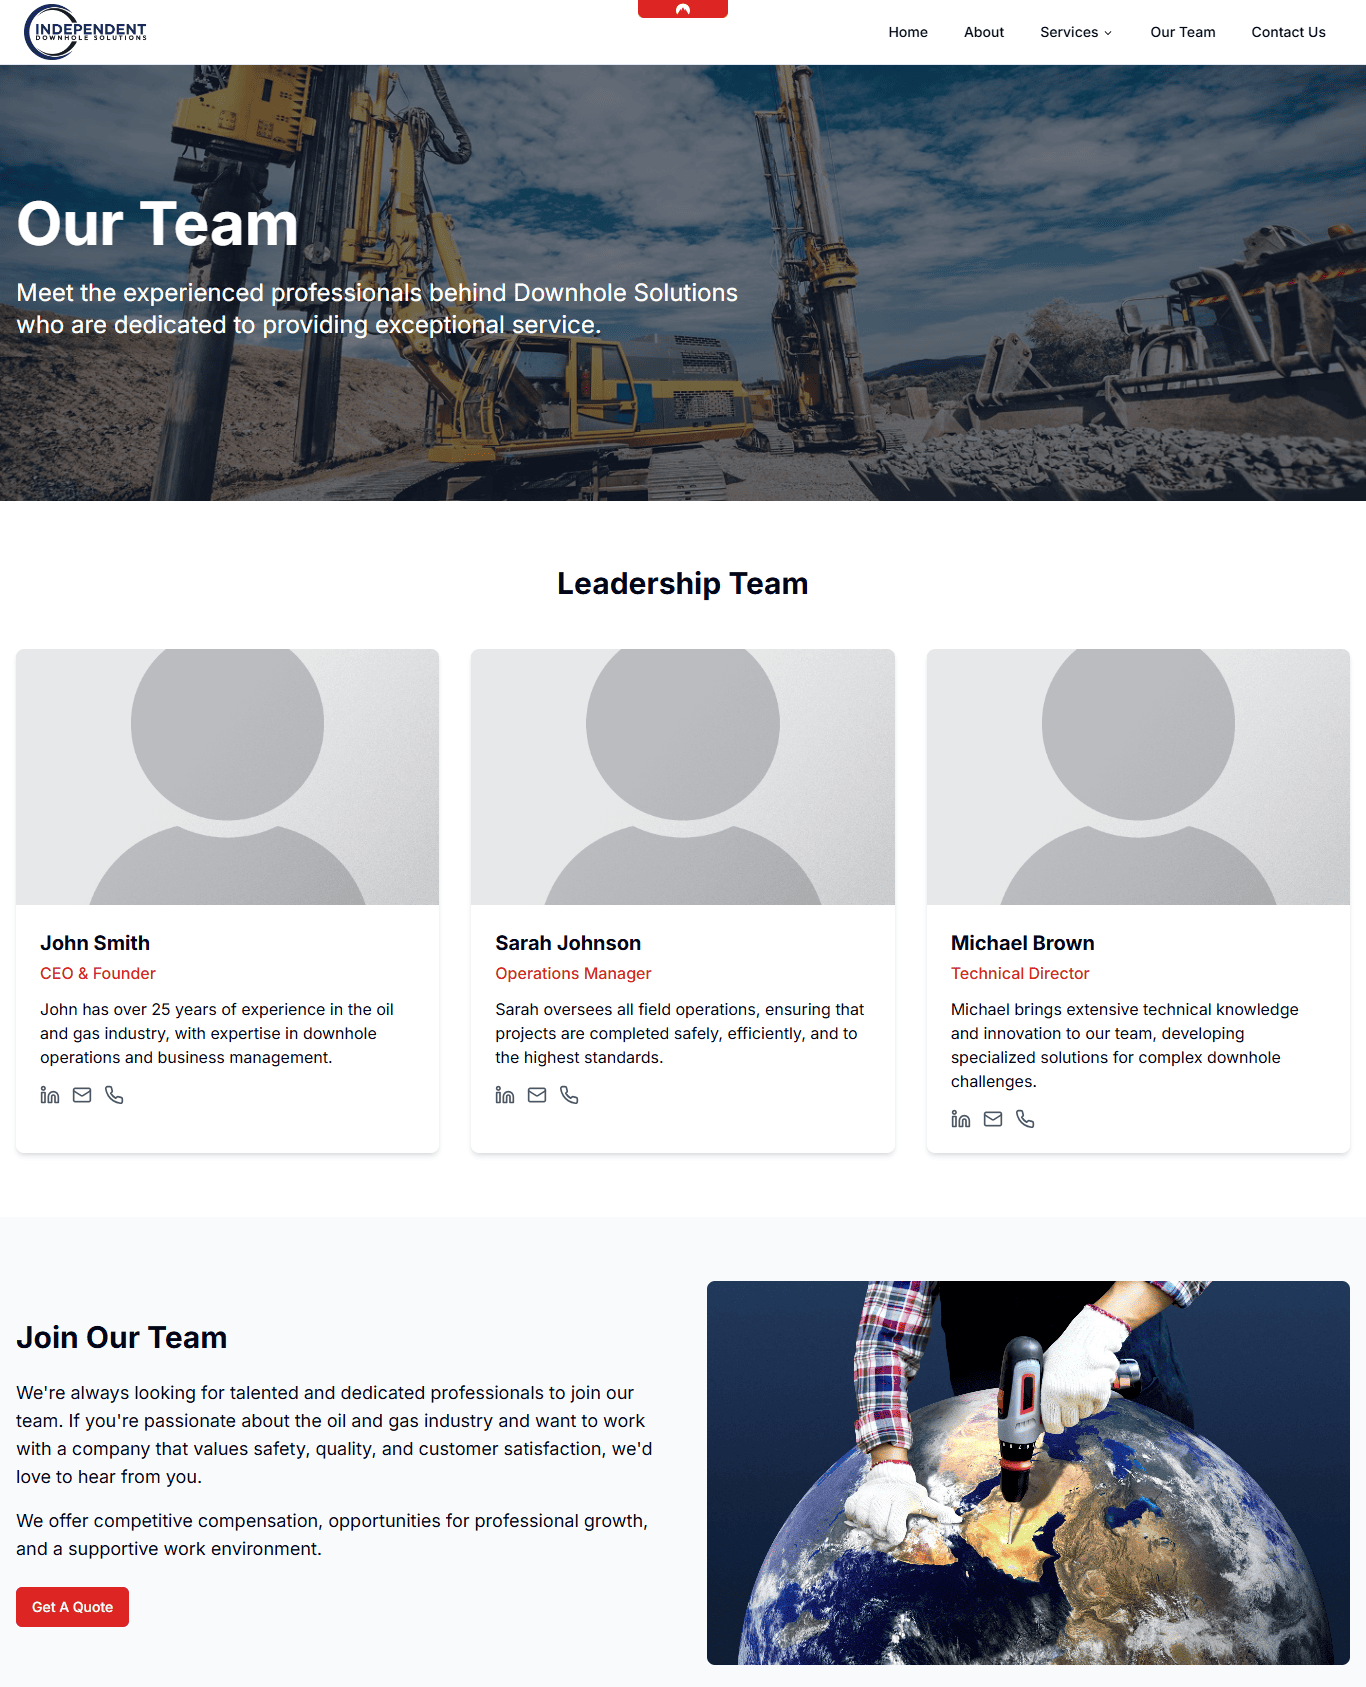 INDEPENDENT
DOWNHOLE SOLUTIONS
Home
About
Services
Our Team
Contact Us
Our Team
Meet the experienced professionals behind Downhole Solutions
who are dedicated to providing exceptional service.
Leadership Team
John Smith
CEO & Founder
John has over 25 years of experience in the oil
and gas industry, with expertise in downhole
operations and business management.
Sarah Johnson
Operations Manager
Sarah oversees all field operations, ensuring that
projects are completed safely, efficiently, and to
the highest standards.
Michael Brown
Technical Director
Michael brings extensive technical knowledge
and innovation to our team, developing
specialized solutions for complex downhole
challenges.
Join Our Team
We're always looking for talented and dedicated professionals to join our
team. If you're passionate about the oil and gas industry and want to work
with a company that values safety, quality, and customer satisfaction, we'd
love to hear from you.
We offer competitive compensation, opportunities for professional growth,
and a supportive work environment.
Get A Quote